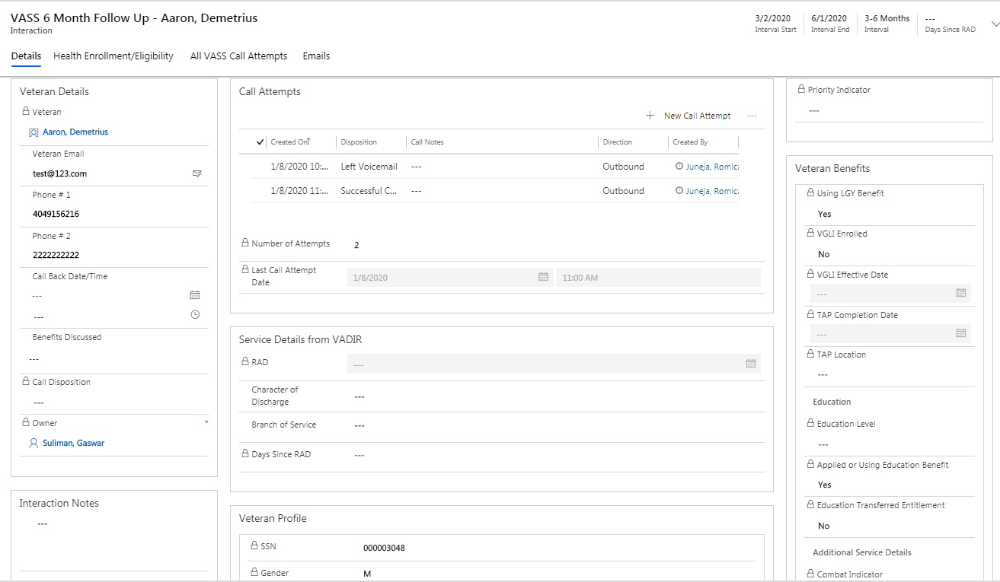 VASS 6 Month Follow Up - Aaron, Demetrius
Interaction
3/2/2020
Interval Start
6/1/2020
Interval End
3-6 Months
Interval
---
Days Since RAD
Details
Health Enrollment/Eligibility
All VASS Call Attempts
Emails
Veteran Details
Veteran
Aaron, Demetrius
Veteran Email
test@123.com
Phone # 1
4049156216
Phone # 2
2222222222
Call Back Date/Time
---
---
Benefits Discussed
---
Call Disposition
---
Owner *
Suliman, Gaswar
Interaction Notes
---
Call Attempts
+ New Call Attempt ...
Created On↑ Disposition Call Notes Direction Created By
1/8/2020 10:... Left Voicemail --- Outbound Juneja, Romica
1/8/2020 11:... Successful C... --- Outbound Juneja, Romica
Number of Attempts 2
Last Call Attempt
Date
1/8/2020 11:00 AM
Service Details from VADIR
RAD ---
Character of
Discharge
---
Branch of Service ---
Days Since RAD ---
Veteran Profile
SSN 000003048
Gender M
Priority Indicator
---
Veteran Benefits
Using LGY Benefit
Yes
VGLI Enrolled
No
VGLI Effective Date
---
TAP Completion Date
---
TAP Location
---
Education
Education Level
---
Applied or Using Education Benefit
Yes
Education Transferred Entitlement
No
Additional Service Details
Combat Indicator